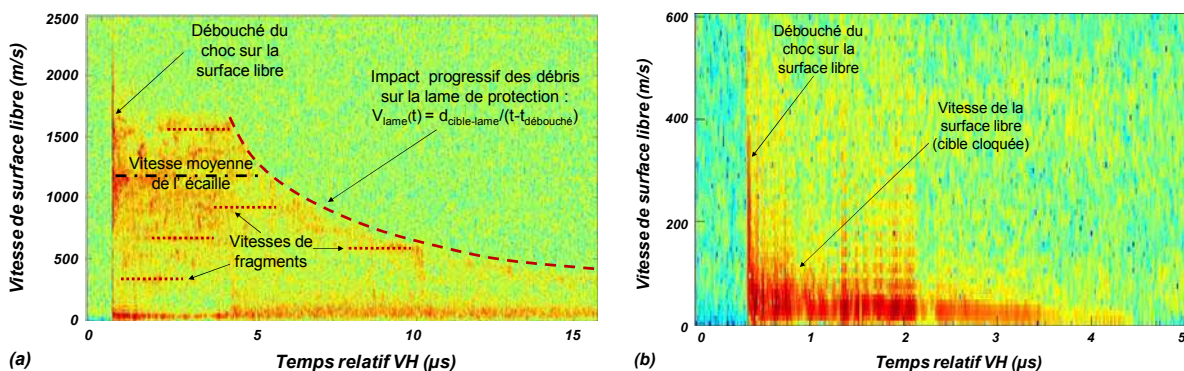 Vitesse de surface libre (m/s)
2500
2000
1500
1000
500
0
Débouché du
choc sur la
surface libre
Impact progressif des débris
sur la lame de protection :
V_lame(t) = d_cible-lame/(t-t_débouché)
Vitesse moyenne
de l’ écaille
Vitesses de
fragments
0
5
10
15
(a)
Temps relatif VH (µs)
Vitesse de surface libre (m/s)
600
400
200
0
Débouché du
choc sur la
surface libre
Vitesse de la
surface libre
(cible cloquée)
0
1
2
3
4
5
(b)
Temps relatif VH (µs)